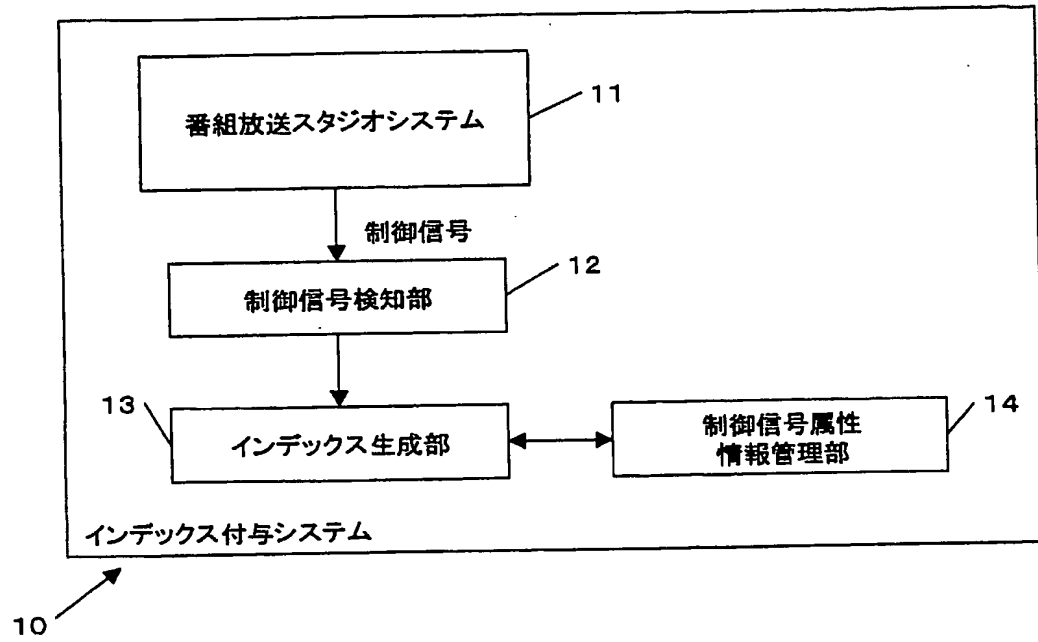 番組放送スタジオシステム
11
制御信号
制御信号検知部
12
13
インデックス生成部
制御信号属性
情報管理部
14
インデックス付与システム
10